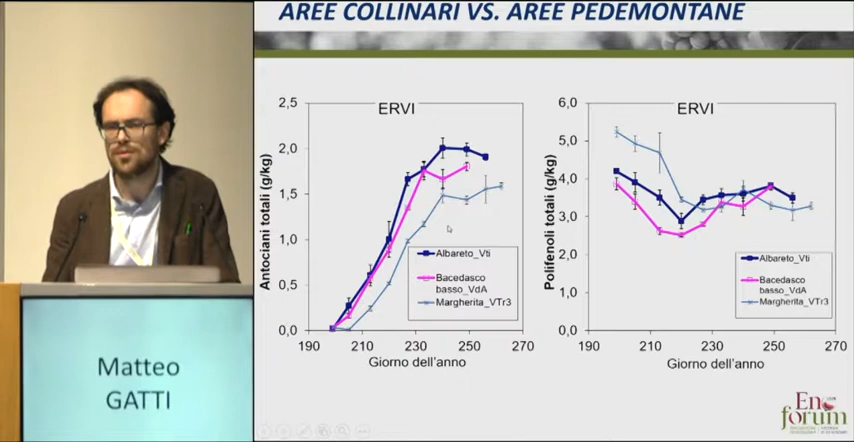 AREE COLLINARI VS. AREE PEDEMONTANE
ERVI
Antociani totali (g/kg)
2,5
2,0
1,5
1,0
0,5
0,0
190
210
230
250
270
Giorno dell'anno
Albareto_Vti
Bacedasco
basso_VdA
Margherita_VTr3
ERVI
Polifenoli totali (g/kg)
6,0
5,0
4,0
3,0
2,0
1,0
0,0
190
210
230
250
270
Giorno dell'anno
Albareto_Vti
Bacedasco
basso_VdA
Margherita_VTr3
Matteo
GATTI
En
forum